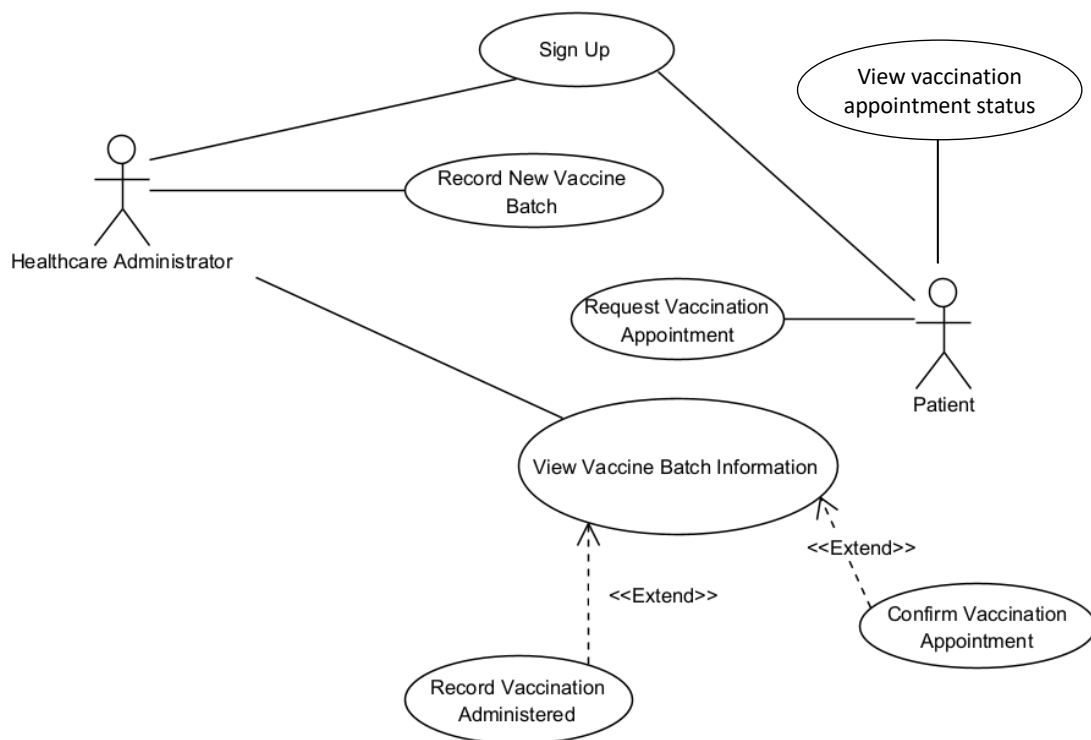 Sign Up
View vaccination
appointment status
Record New Vaccine
Batch
Healthcare Administrator
Request Vaccination
Appointment
Patient
View Vaccine Batch Information
<<Extend>>
<<Extend>>
Confirm Vaccination
Appointment
Record Vaccination
Administered